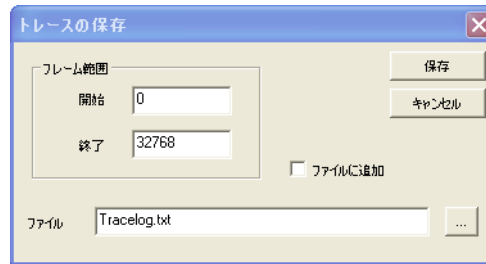 トレースの保存
フレーム範囲
開始 0
終了 32768
保存
キャンセル
ファイルに追加
ファイル Tracelog.txt ...